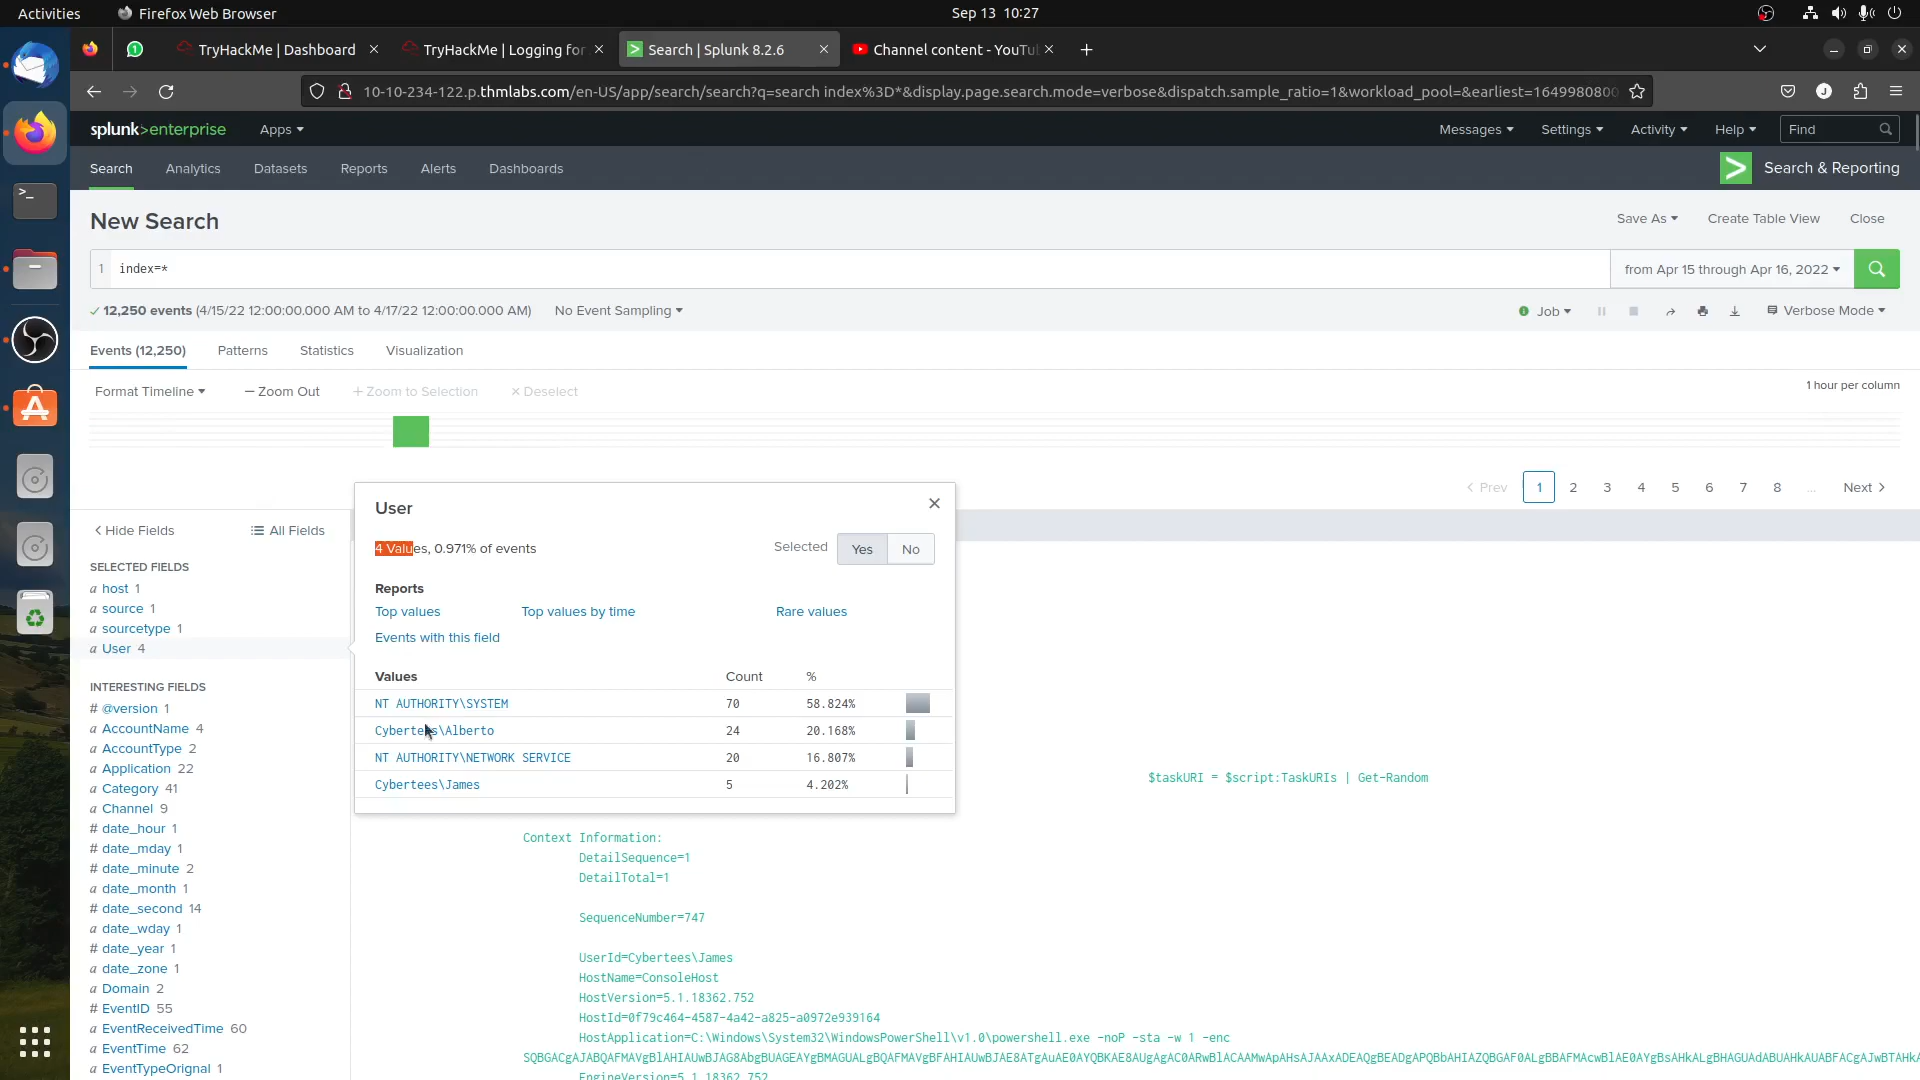 Activities
Firefox Web Browser
Sep 13 10:27
TryHackMe | Dashboard
TryHackMe | Logging for
Search | Splunk 8.2.6
Channel content - YouTu
10-10-234-122.p.thmlabs.com/en-US/app/search/search?q=search index%3D*&display.page.search.mode=verbose&dispatch.sample_ratio=1&workload_pool=&earliest=1649980800
splunk>enterprise
Apps
Messages
Settings
Activity
Help
Find
Search
Analytics
Datasets
Reports
Alerts
Dashboards
Search & Reporting
New Search
Save As
Create Table View
Close
1
index=*
from Apr 15 through Apr 16, 2022
12,250 events (4/15/22 12:00:00.000 AM to 4/17/22 12:00:00.000 AM)
No Event Sampling
Job
Verbose Mode
Events (12,250)
Patterns
Statistics
Visualization
Format Timeline
Zoom Out
Zoom to Selection
Deselect
1 hour per column
Prev 1 2 3 4 5 6 7 8 ... Next
Hide Fields
All Fields
SELECTED FIELDS
a host 1
a source 1
a sourcetype 1
a User 4
INTERESTING FIELDS
# @version 1
a AccountName 4
a AccountType 2
a Application 22
a Category 41
a Channel 9
# date_hour 1
# date_mday 1
# date_minute 2
a date_month 1
# date_second 14
a date_wday 1
# date_year 1
a date_zone 1
a Domain 2
# EventID 55
a EventReceivedTime 60
a EventTime 62
a EventTypeOrignal 1
User
4 Values, 0.971% of events
Selected Yes No
Reports
Top values
Top values by time
Rare values
Events with this field
Values Count %
NT AUTHORITY\SYSTEM 70 58.824%
Cybertees\Alberto 24 20.168%
NT AUTHORITY\NETWORK SERVICE 20 16.807%
Cybertees\James 5 4.202%
$taskURI = $script:TaskURIs | Get-Random
Context Information:
DetailSequence=1
DetailTotal=1
SequenceNumber=747
UserId=Cybertees\James
HostName=ConsoleHost
HostVersion=5.1.18362.752
HostId=0f79c464-4587-4a42-a825-a0972e939164
HostApplication=C:\Windows\System32\WindowsPowerShell\v1.0\powershell.exe -noP -sta -w 1 -enc
EngineVersion=5.1.18362.752